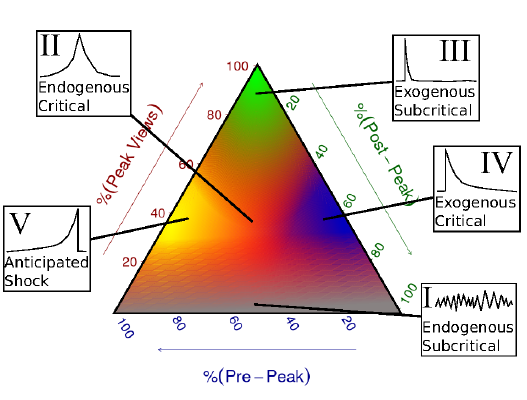 II
Endogenous
Critical
III
Exogenous
Subcritical
IV
Exogenous
Critical
V
Anticipated
Shock
I
Endogenous
Subcritical
%(Peak Views)
100
80
60
40
20
%(Post – Peak)
20
40
60
80
100
100
80
60
40
20
%(Pre – Peak)